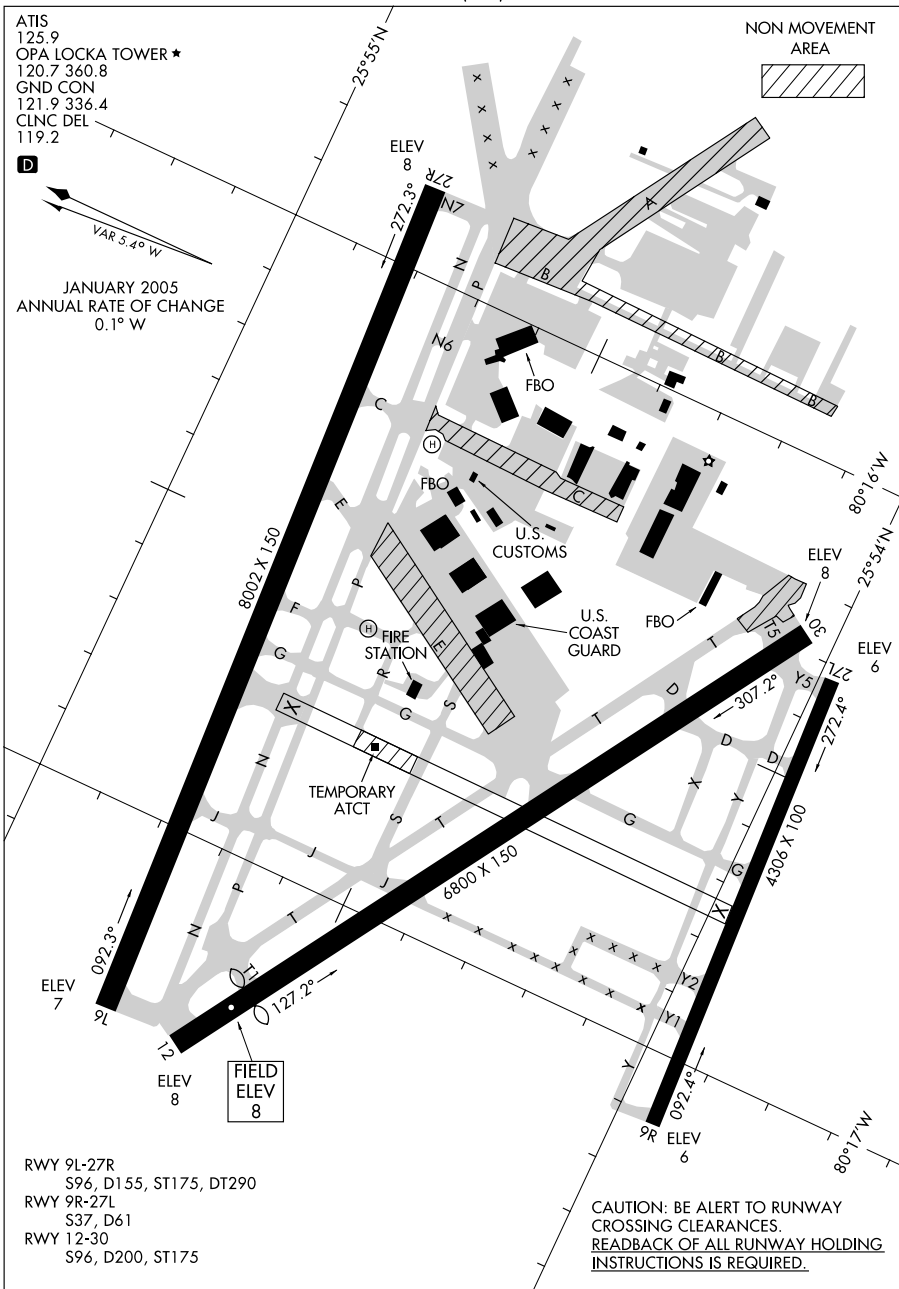 ATIS
125.9
OPA LOCKA TOWER ★
120.7 360.8
GND CON
121.9 336.4
CLNC DEL
119.2
D
VAR 5.4° W
JANUARY 2005
ANNUAL RATE OF CHANGE
0.1° W
NON MOVEMENT
AREA
25°55'N
ELEV
8
27R
272.3°
N7
N
P
A
B
B
B
N6
FBO
C
H
FBO
C
U.S.
CUSTOMS
80°16'W
25°54'N
E
8002 X 150
P
F
H
FIRE
STATION
E
U.S.
COAST
GUARD
FBO
ELEV
8
30
T5
T
ELEV
6
27L
Y5
G
R
G
S
D
307.2°
272.4°
T
D
D
X
TEMPORARY
ATCT
N
X
Y
J
S
T
G
G
4306 X 100
J
6800 X 150
J
X
P
T
N
Y2
Y1
092.3°
T1
127.2°
ELEV
7
9L
12
ELEV
8
FIELD
ELEV
8
Y
092.4°
9R
ELEV
6
80°17'W
RWY 9L-27R
S96, D155, ST175, DT290
RWY 9R-27L
S37, D61
RWY 12-30
S96, D200, ST175
CAUTION: BE ALERT TO RUNWAY
CROSSING CLEARANCES.
READBACK OF ALL RUNWAY HOLDING
INSTRUCTIONS IS REQUIRED.